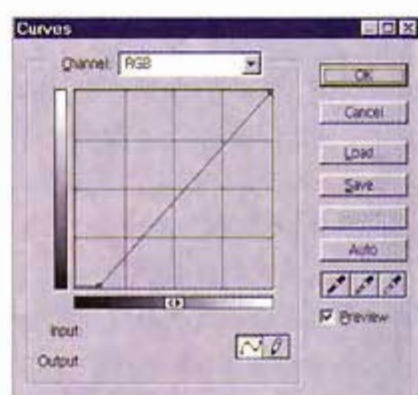 Curves
Channel: RGB
OK
Cancel
Load
Save
Auto
Preview
Input:
Output: